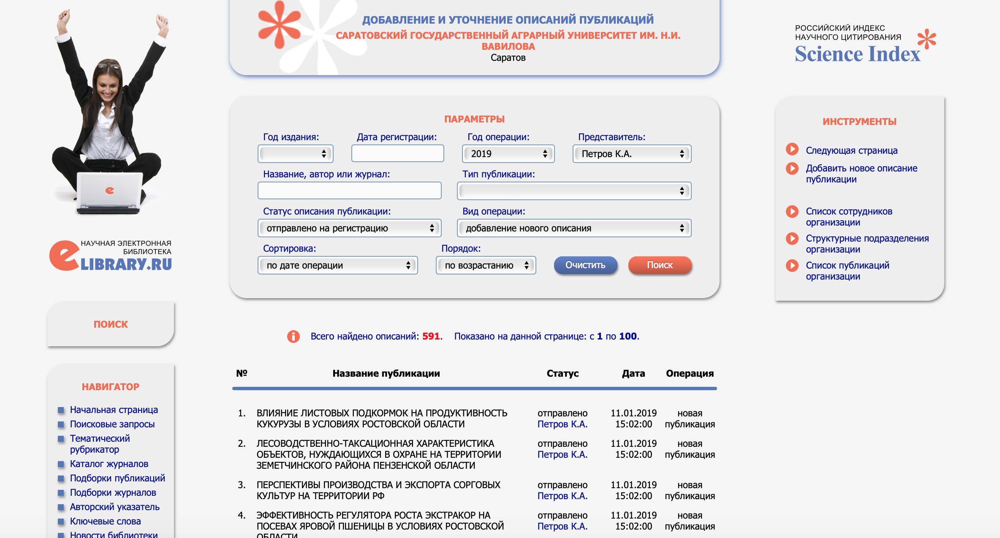 ДОБАВЛЕНИЕ И УТОЧНЕНИЕ ОПИСАНИЙ ПУБЛИКАЦИЙ
САРАТОВСКИЙ ГОСУДАРСТВЕННЫЙ АГРАРНЫЙ УНИВЕРСИТЕТ ИМ. Н.И.
ВАВИЛОВА
Саратов
РОССИЙСКИЙ ИНДЕКС
НАУЧНОГО ЦИТИРОВАНИЯ
Science Index
НАУЧНАЯ ЭЛЕКТРОННАЯ
БИБЛИОТЕКА
eLIBRARY.RU
ПОИСК
НАВИГАТОР
Начальная страница
Поисковые запросы
Тематический
рубрикатор
Каталог журналов
Подборки публикаций
Подборки журналов
Авторский указатель
Ключевые слова
Новости библиотеки
ПАРАМЕТРЫ
Год издания: Дата регистрации: Год операции: Представитель:
2019 Петров К.А.
Название, автор или журнал: Тип публикации:
Статус описания публикации: Вид операции:
отправлено на регистрацию добавление нового описания
Сортировка: Порядок:
по дате операции по возрастанию Очистить Поиск
Всего найдено описаний: 591. Показано на данной странице: с 1 по 100.
№ Название публикации Статус Дата Операция
1. ВЛИЯНИЕ ЛИСТОВЫХ ПОДКОРМОК НА ПРОДУКТИВНОСТЬ отправлено 11.01.2019 новая
КУКУРУЗЫ В УСЛОВИЯХ РОСТОВСКОЙ ОБЛАСТИ Петров К.А. 15:02:00 публикация
2. ЛЕСОВОДСТВЕННО-ТАКСАЦИОННАЯ ХАРАКТЕРИСТИКА отправлено 11.01.2019 новая
ОБЪЕКТОВ, НУЖДАЮЩИХСЯ В ОХРАНЕ НА ТЕРРИТОРИИ Петров К.А. 15:02:00 публикация
ЗЕМЕТЧИНСКОГО РАЙОНА ПЕНЗЕНСКОЙ ОБЛАСТИ
3. ПЕРСПЕКТИВЫ ПРОИЗВОДСТВА И ЭКСПОРТА СОРГОВЫХ отправлено 11.01.2019 новая
КУЛЬТУР НА ТЕРРИТОРИИ РФ Петров К.А. 15:02:00 публикация
4. ЭФФЕКТИВНОСТЬ РЕГУЛЯТОРА РОСТА ЭКСТРАКОР НА отправлено 11.01.2019 новая
ПОСЕВАХ ЯРОВОЙ ПШЕНИЦЫ В УСЛОВИЯХ РОСТОВСКОЙ Петров К.А. 15:02:00 публикация
ОБЛАСТИ
ИНСТРУМЕНТЫ
Следующая страница
Добавить новое описание
публикации
Список сотрудников
организации
Структурные подразделения
организации
Список публикаций
организации